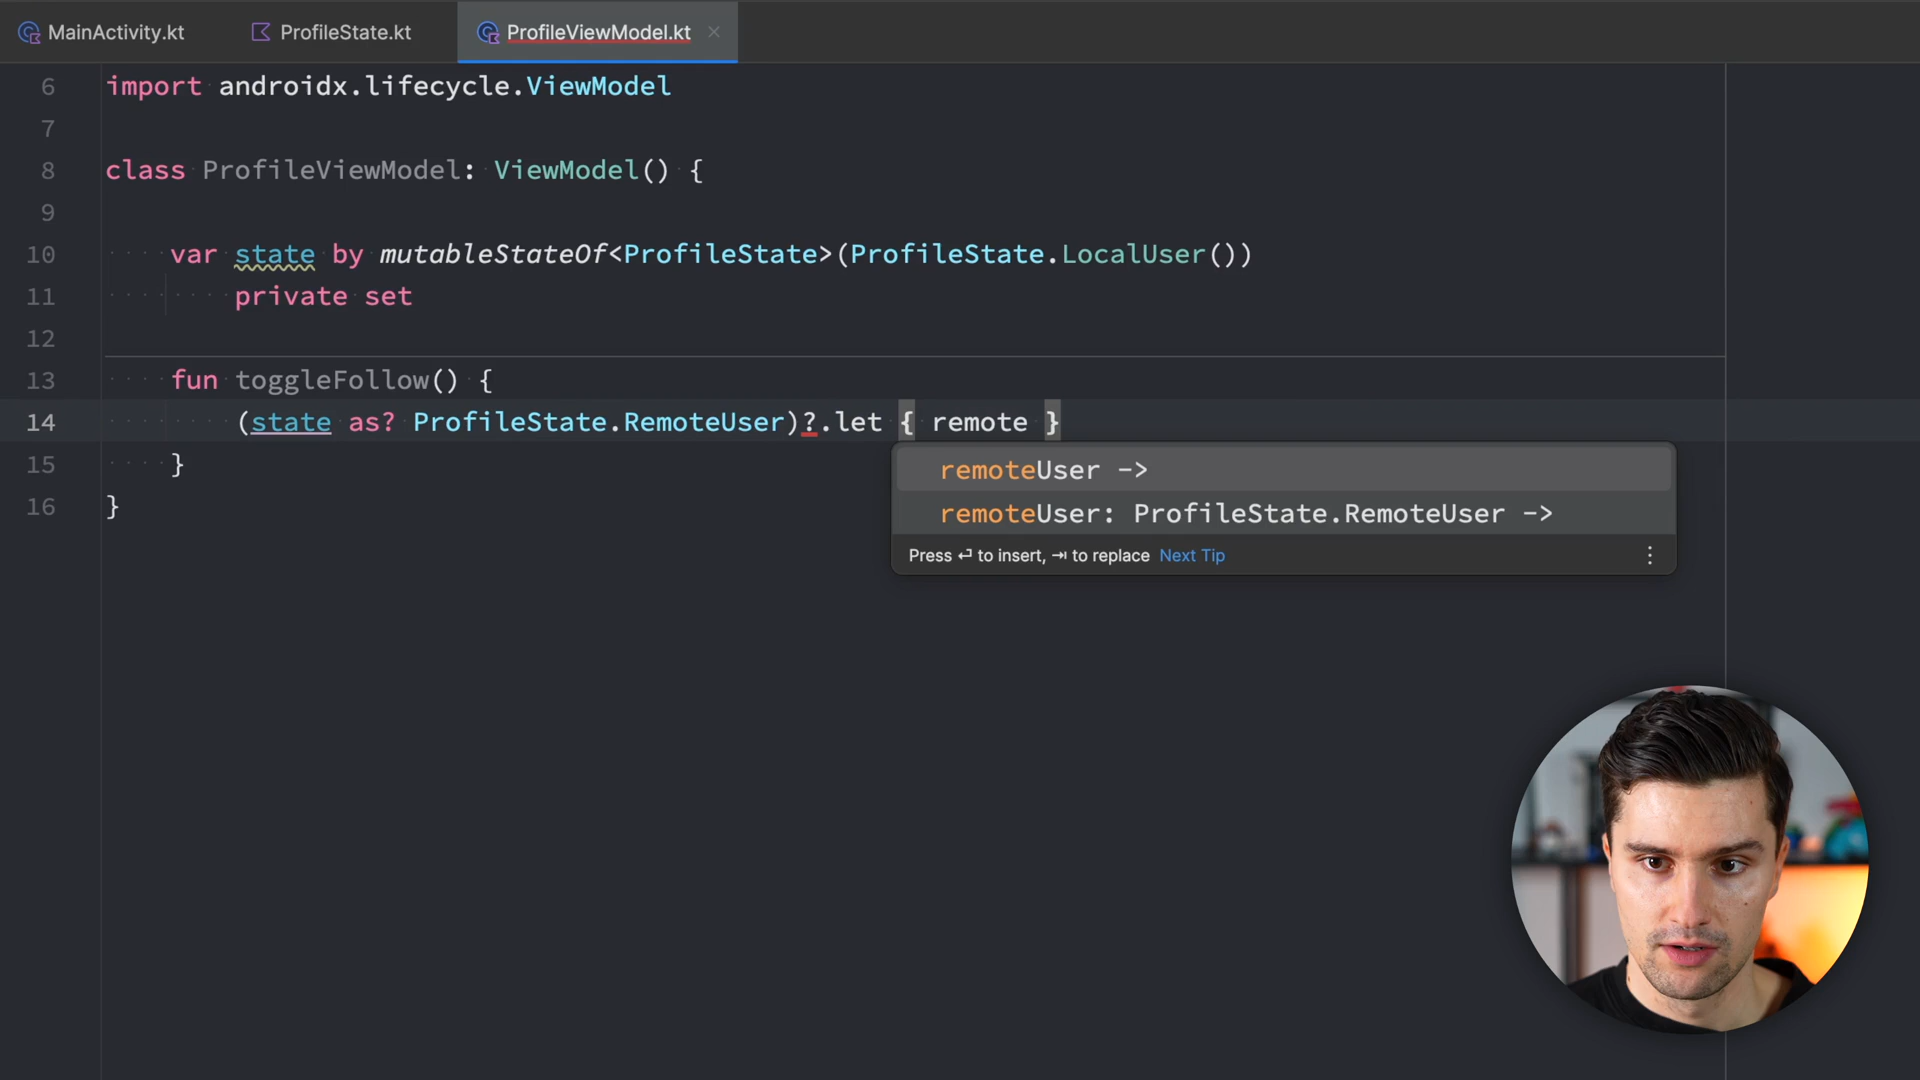 MainActivity.kt ProfileState.kt ProfileViewModel.kt
6 import androidx.lifecycle.ViewModel
7
8 class ProfileViewModel: ViewModel() {
9
10 var state by mutableStateOf<ProfileState>(ProfileState.LocalUser())
11 private set
12
13 fun toggleFollow() {
14 (state as? ProfileState.RemoteUser)?.let { remote }
remoteUser ->
15 }
remoteUser: ProfileState.RemoteUser ->
16 }
Press ⏎ to insert, ⇥ to replace Next Tip